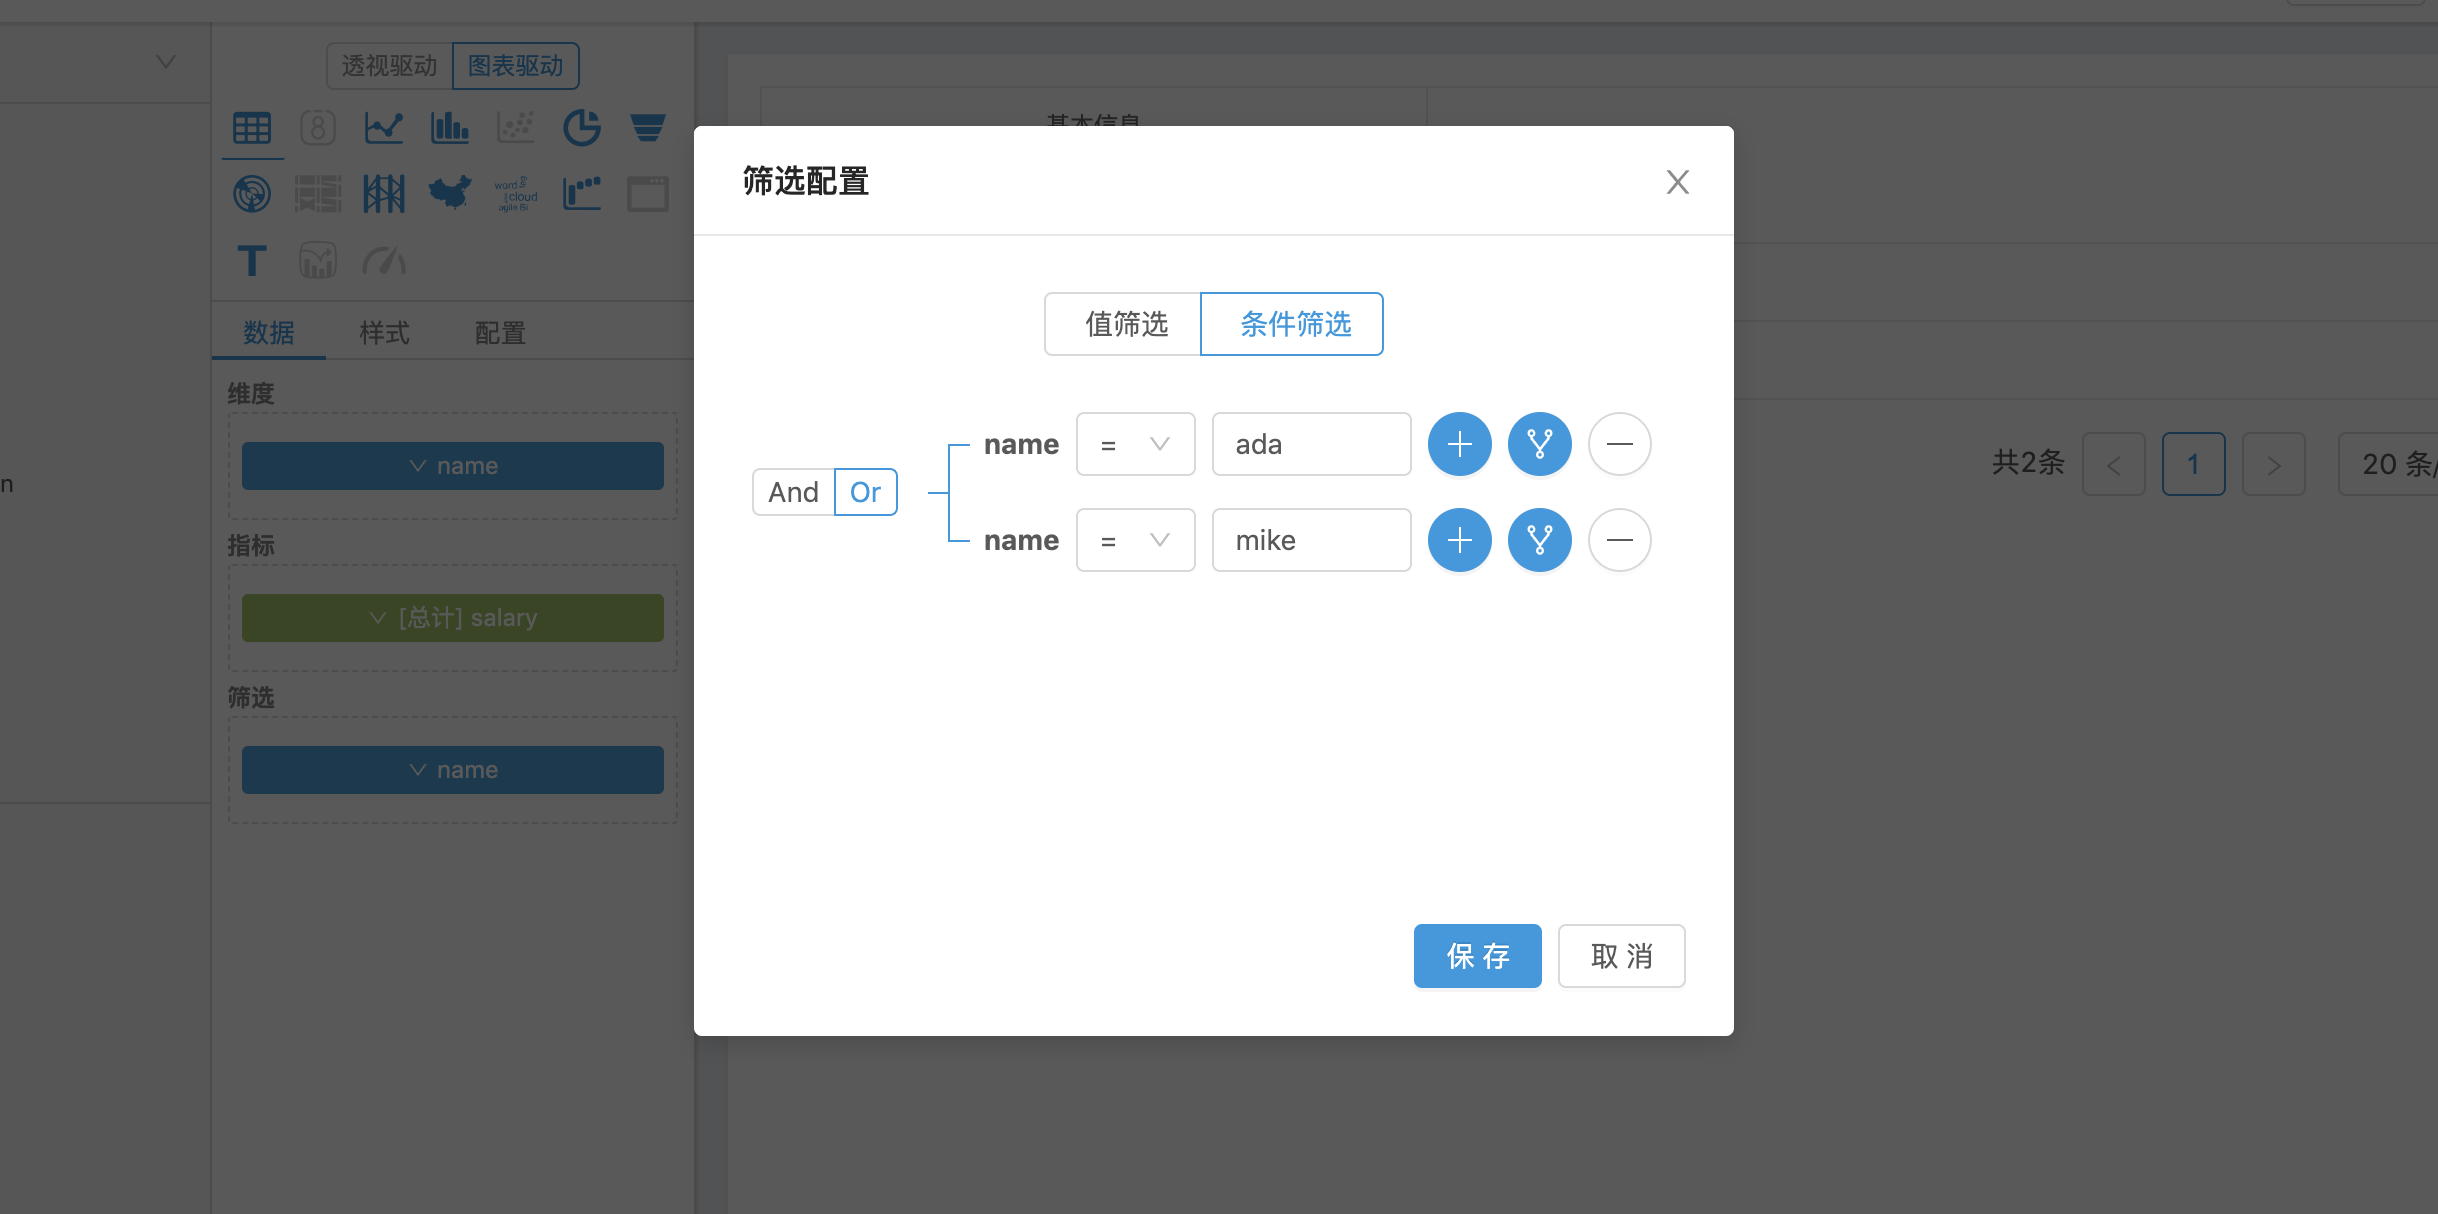 透视驱动 图表驱动
8
word cloud agile BI
T
数据 样式 配置
维度
name
指标
[总计] salary
筛选
name
n
基本信息
筛选配置
值筛选 条件筛选
And Or
name = ada
name = mike
保 存 取 消
共2条 < 1 > 20 条/